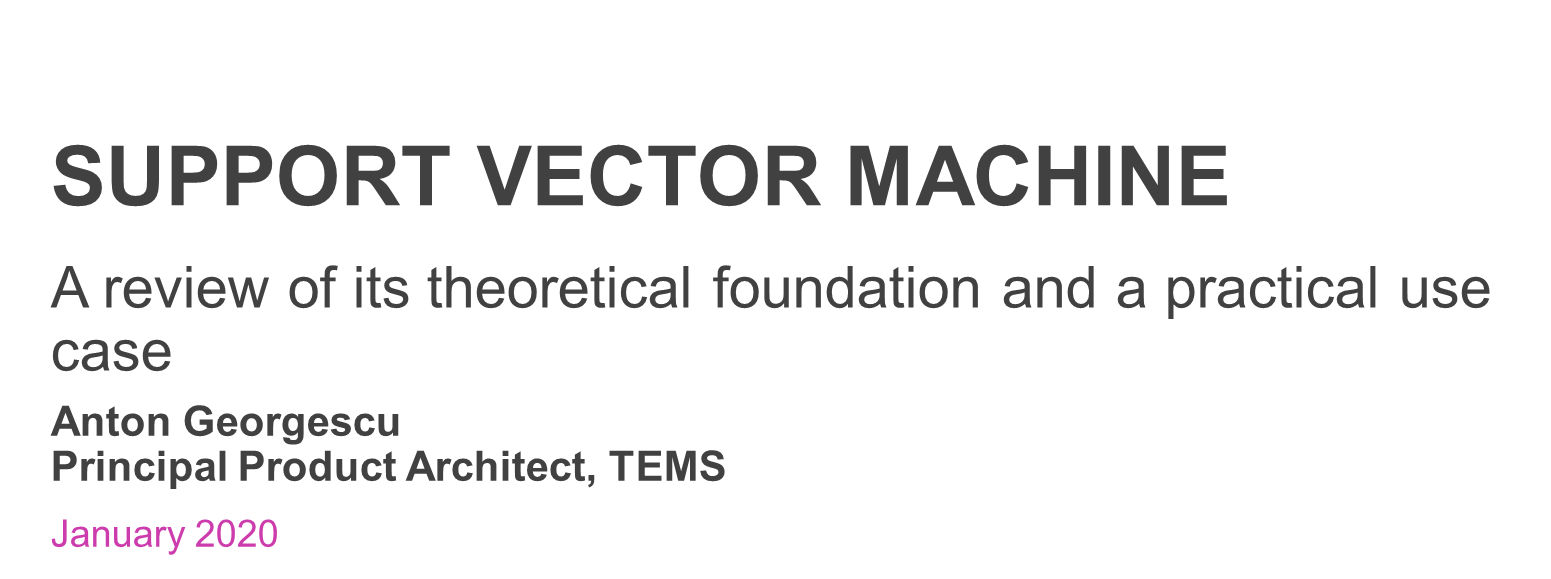 SUPPORT VECTOR MACHINE
A review of its theoretical foundation and a practical use
case
Anton Georgescu
Principal Product Architect, TEMS
January 2020